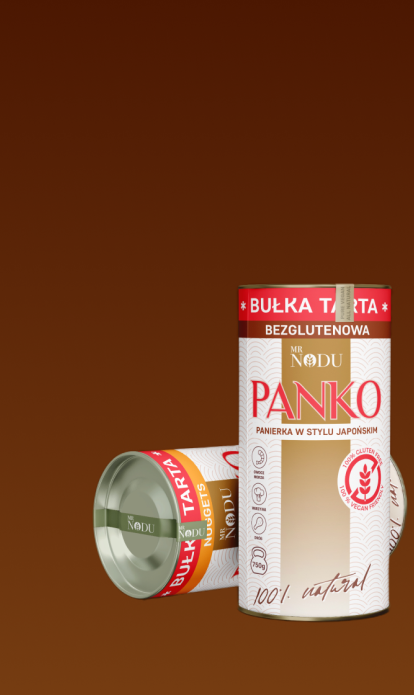 * BUŁKA TARTA *
BEZGLUTENOWA
MR
NODU
PANKO
PANIERKA W STYLU JAPOŃSKIM
100% GLUTEN FREE
100% VEGAN FRIENDLY
750g
100%. natural
BUŁKA TARTA
NUGGETS
MR
NODU
MR
NODU
NODU